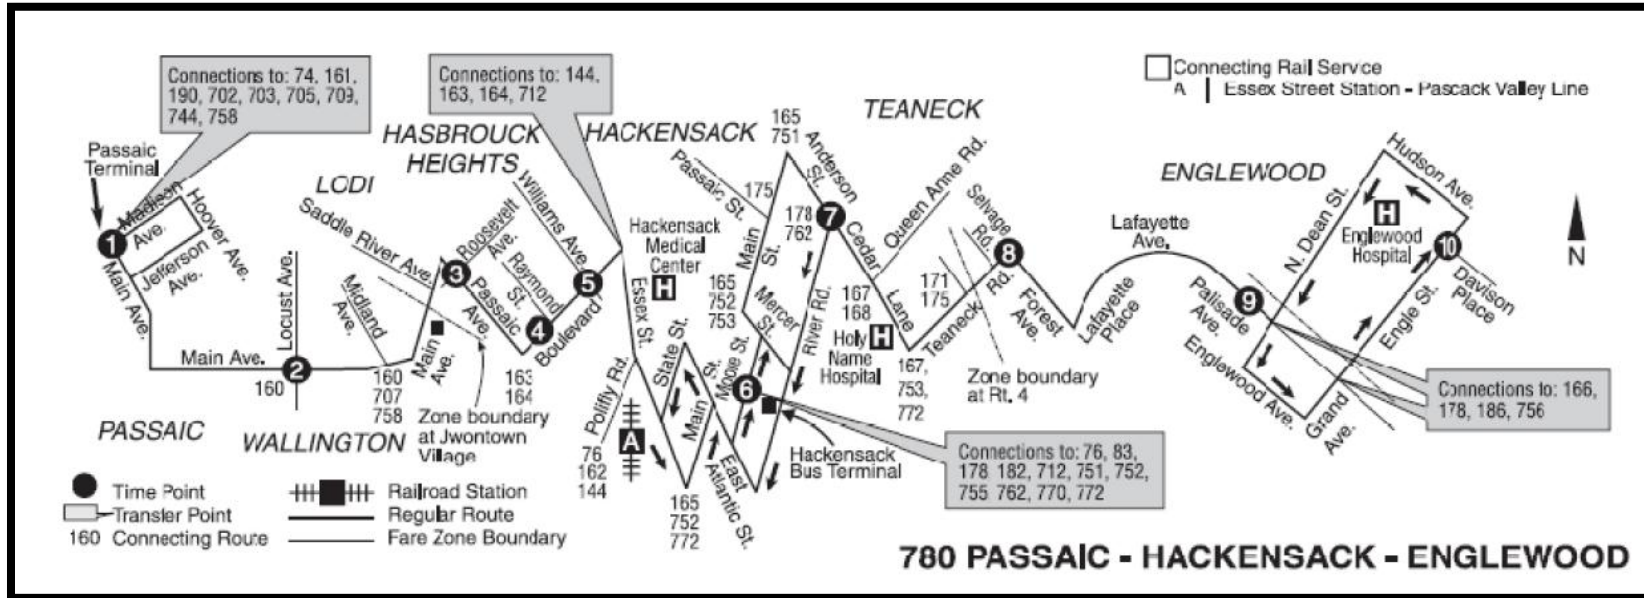 Connections to: 74, 161,
190, 702, 703, 705, 709,
744, 758
Connections to: 144,
163, 164, 712
Connecting Rail Service
A | Essex Street Station - Pascack Valley Line
Passaic
Terminal
HASBROUCK
HEIGHTS
HACKENSACK
165
751
TEANECK
ENGLEWOOD
LODI
1
Madison
Ave.
Hoover Ave.
Jefferson
Ave.
Main Ave.
Main Ave.
Locust Ave.
2
160
Midland
Ave.
160
707
758
Saddle River Ave.
Main
Ave.
3
Roosevelt
Ave.
Passaic
Ave.
Raymond
St.
4
163
164
Williams Ave.
5
Boulevard
Zone boundary
at Jwontown
Village
Hackensack
Medical
Center
H
Essex St.
Polifly Rd.
A
76
162
144
State St.
Main
St.
165
752
772
East
Atlantic St.
Moore St.
6
Mercer
St.
165
752
753
Passaic St.
175
Main
St.
Anderson
St.
178
762
7
River Rd.
Hackensack
Bus Terminal
Cedar
Lane
Queen Anne Rd.
167
168
Holy
Name
Hospital
H
167,
753,
772
171
175
Teaneck
Rd.
Selvage
Rd.
8
Zone boundary
at Rt. 4
Forest
Ave.
Lafayette
Place
Lafayette
Ave.
Palisade
Ave.
9
Englewood Ave.
N. Dean St.
Hudson Ave.
H
Englewood
Hospital
10
Davison
Place
Engle St.
Grand
Ave.
N
Connections to: 166,
178, 186, 756
Connections to: 76, 83,
178 182, 712, 751, 752,
755 762, 770, 772
PASSAIC
WALLINGTON
Time Point
Transfer Point
160 Connecting Route
Railroad Station
Regular Route
Fare Zone Boundary
780 PASSAIC - HACKENSACK - ENGLEWOOD